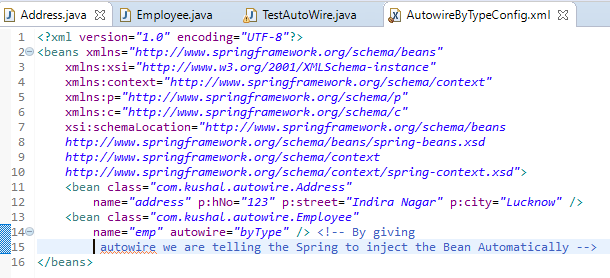 Address.java Employee.java TestAutoWire.java AutowireByTypeConfig.xml
1 <?xml version="1.0" encoding="UTF-8"?>
2 <beans xmlns="http://www.springframework.org/schema/beans"
3 xmlns:xsi="http://www.w3.org/2001/XMLSchema-instance"
4 xmlns:context="http://www.springframework.org/schema/context"
5 xmlns:p="http://www.springframework.org/schema/p"
6 xmlns:c="http://www.springframework.org/schema/c"
7 xsi:schemaLocation="http://www.springframework.org/schema/beans
8 http://www.springframework.org/schema/beans/spring-beans.xsd
9 http://www.springframework.org/schema/context
10 http://www.springframework.org/schema/context/spring-context.xsd">
11 <bean class="com.kushal.autowire.Address"
12 name="address" p:hNo="123" p:street="Indira Nagar" p:city="Lucknow" />
13 <bean class="com.kushal.autowire.Employee"
14 name="emp" autowire="byType" /> <!-- By giving
15 autowire we are telling the Spring to inject the Bean Automatically -->
16 </beans>